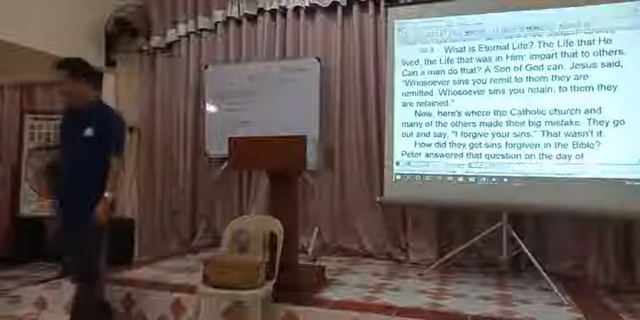 What is Eternal Life? The Life that He
lived, the Life that was in Him: impart that to others.
Can a man do that? A Son of God can. Jesus said,
"Whosoever sins you remit to them they are
remitted. Whosoever sins you retain, to them they
are retained."
Now, here's where the Catholic church and
many of the others made their big mistake. They go
out and say, "I forgive your sins." That wasn't it.
How did they get sins forgiven in the Bible?
Peter answered that question on the day of